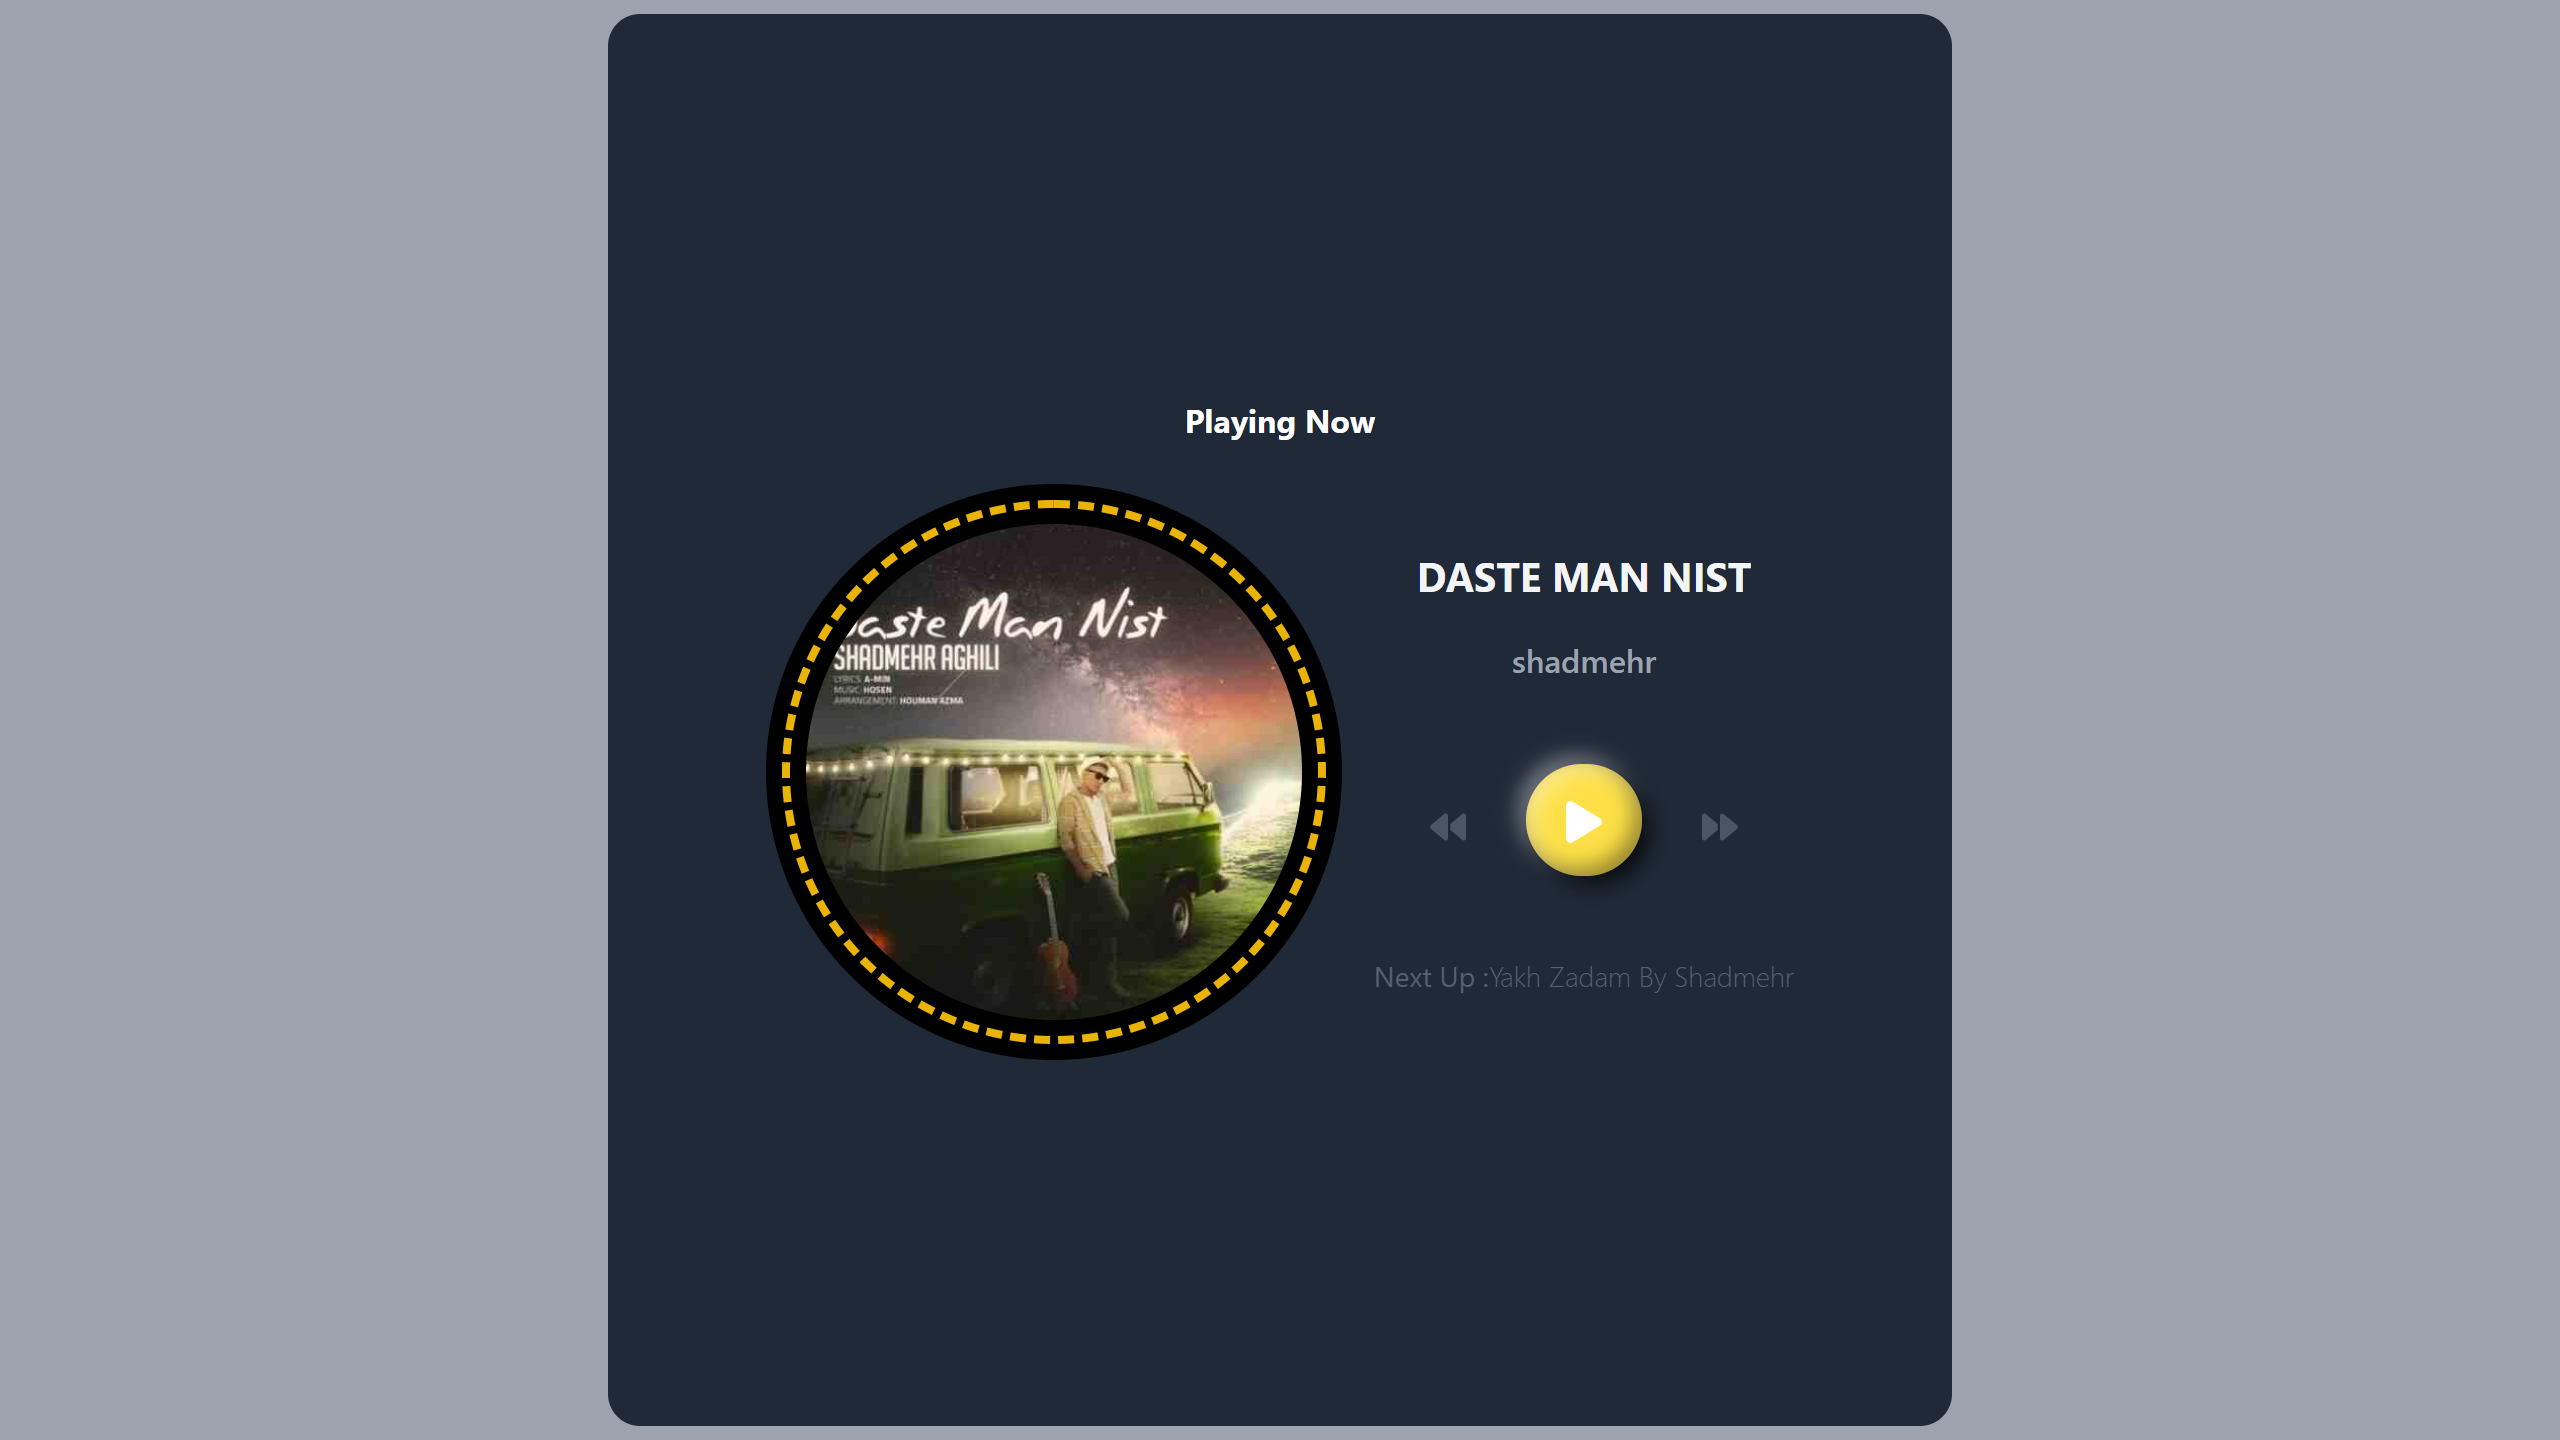 Playing Now
Daste Man Nist
SHADMEHR AGHILI
LYRICS: A-MIN
MUSIC: HOSEN
ARRANGEMENT: HOUMAN AZMA
DASTE MAN NIST
shadmehr
Next Up :Yakh Zadam By Shadmehr